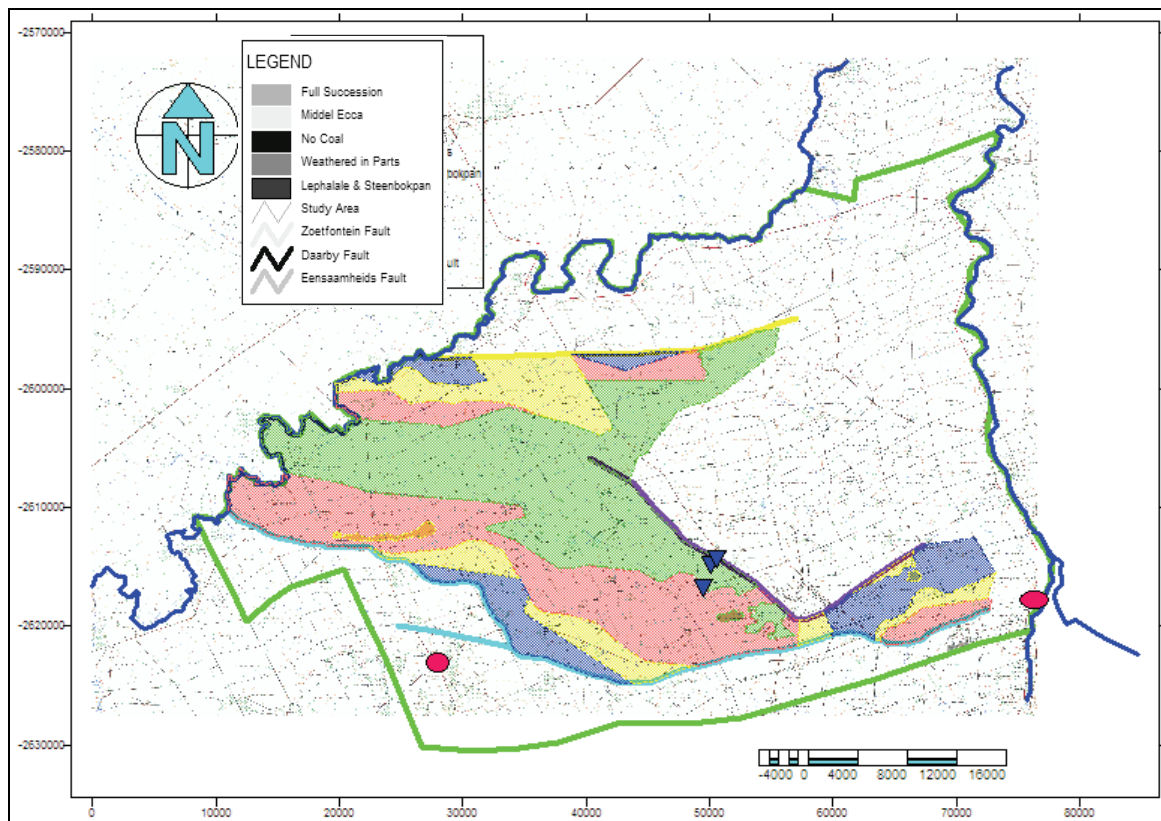 -2570000
-2580000
-2590000
-2600000
-2610000
-2620000
-2630000
LEGEND
Full Succession
Middel Ecca
No Coal
Weathered in Parts
Lephalale & Steenbokpan
Study Area
Zoetfontein Fault
Daarby Fault
Eensaamheids Fault
s
bokpan
ult
N
-4000 0 4000 8000 12000 16000
0 10000 20000 30000 40000 50000 60000 70000 80000